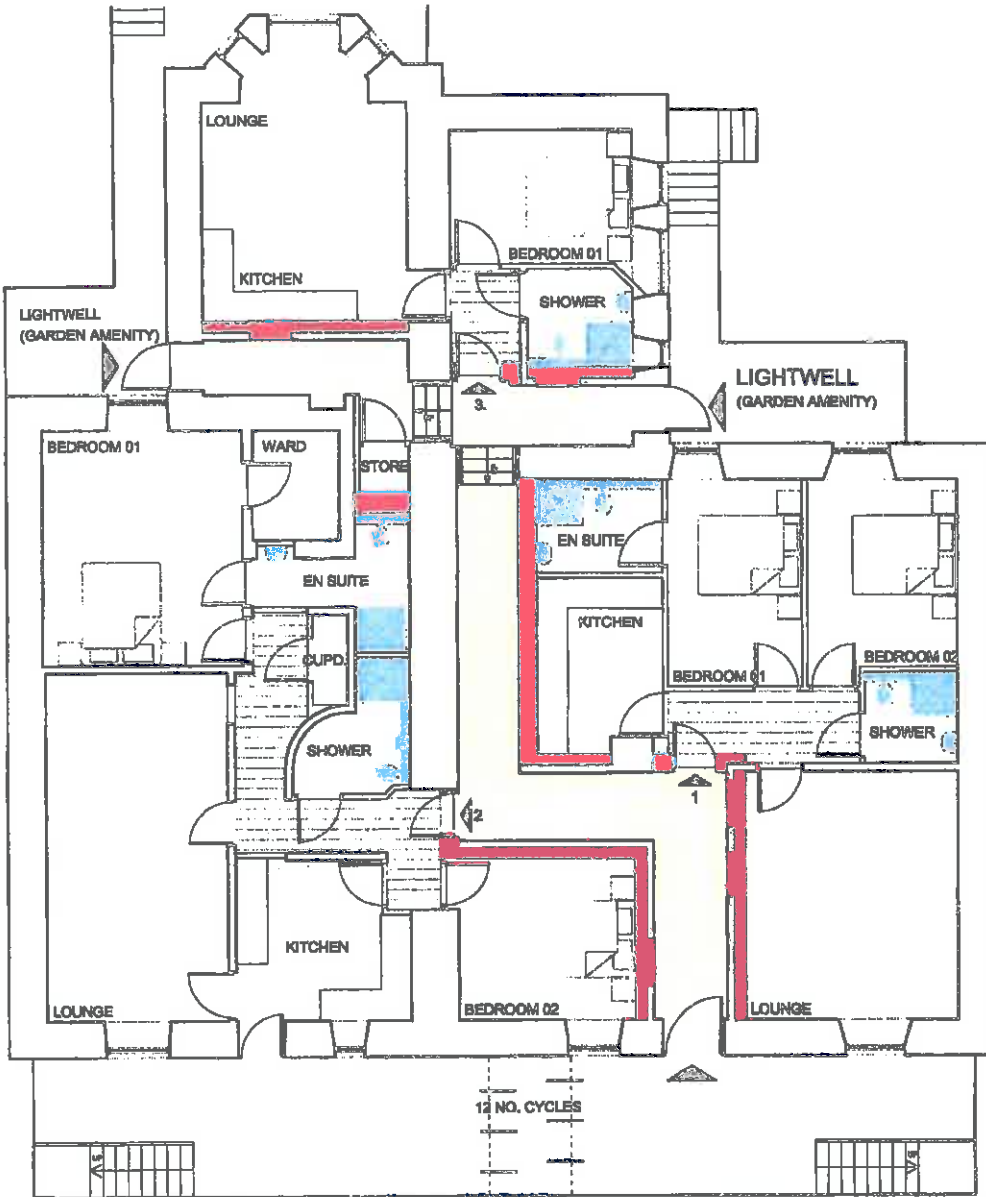 LOUNGE
KITCHEN
BEDROOM 01
SHOWER
LIGHTWELL
(GARDEN AMENITY)
LIGHTWELL
(GARDEN AMENITY)
3.
BEDROOM 01
WARD
STORE
EN SUITE
CUPD.
SHOWER
2
EN SUITE
KITCHEN
BEDROOM 01
BEDROOM 02
SHOWER
1
LOUNGE
KITCHEN
BEDROOM 02
LOUNGE
12 NO. CYCLES